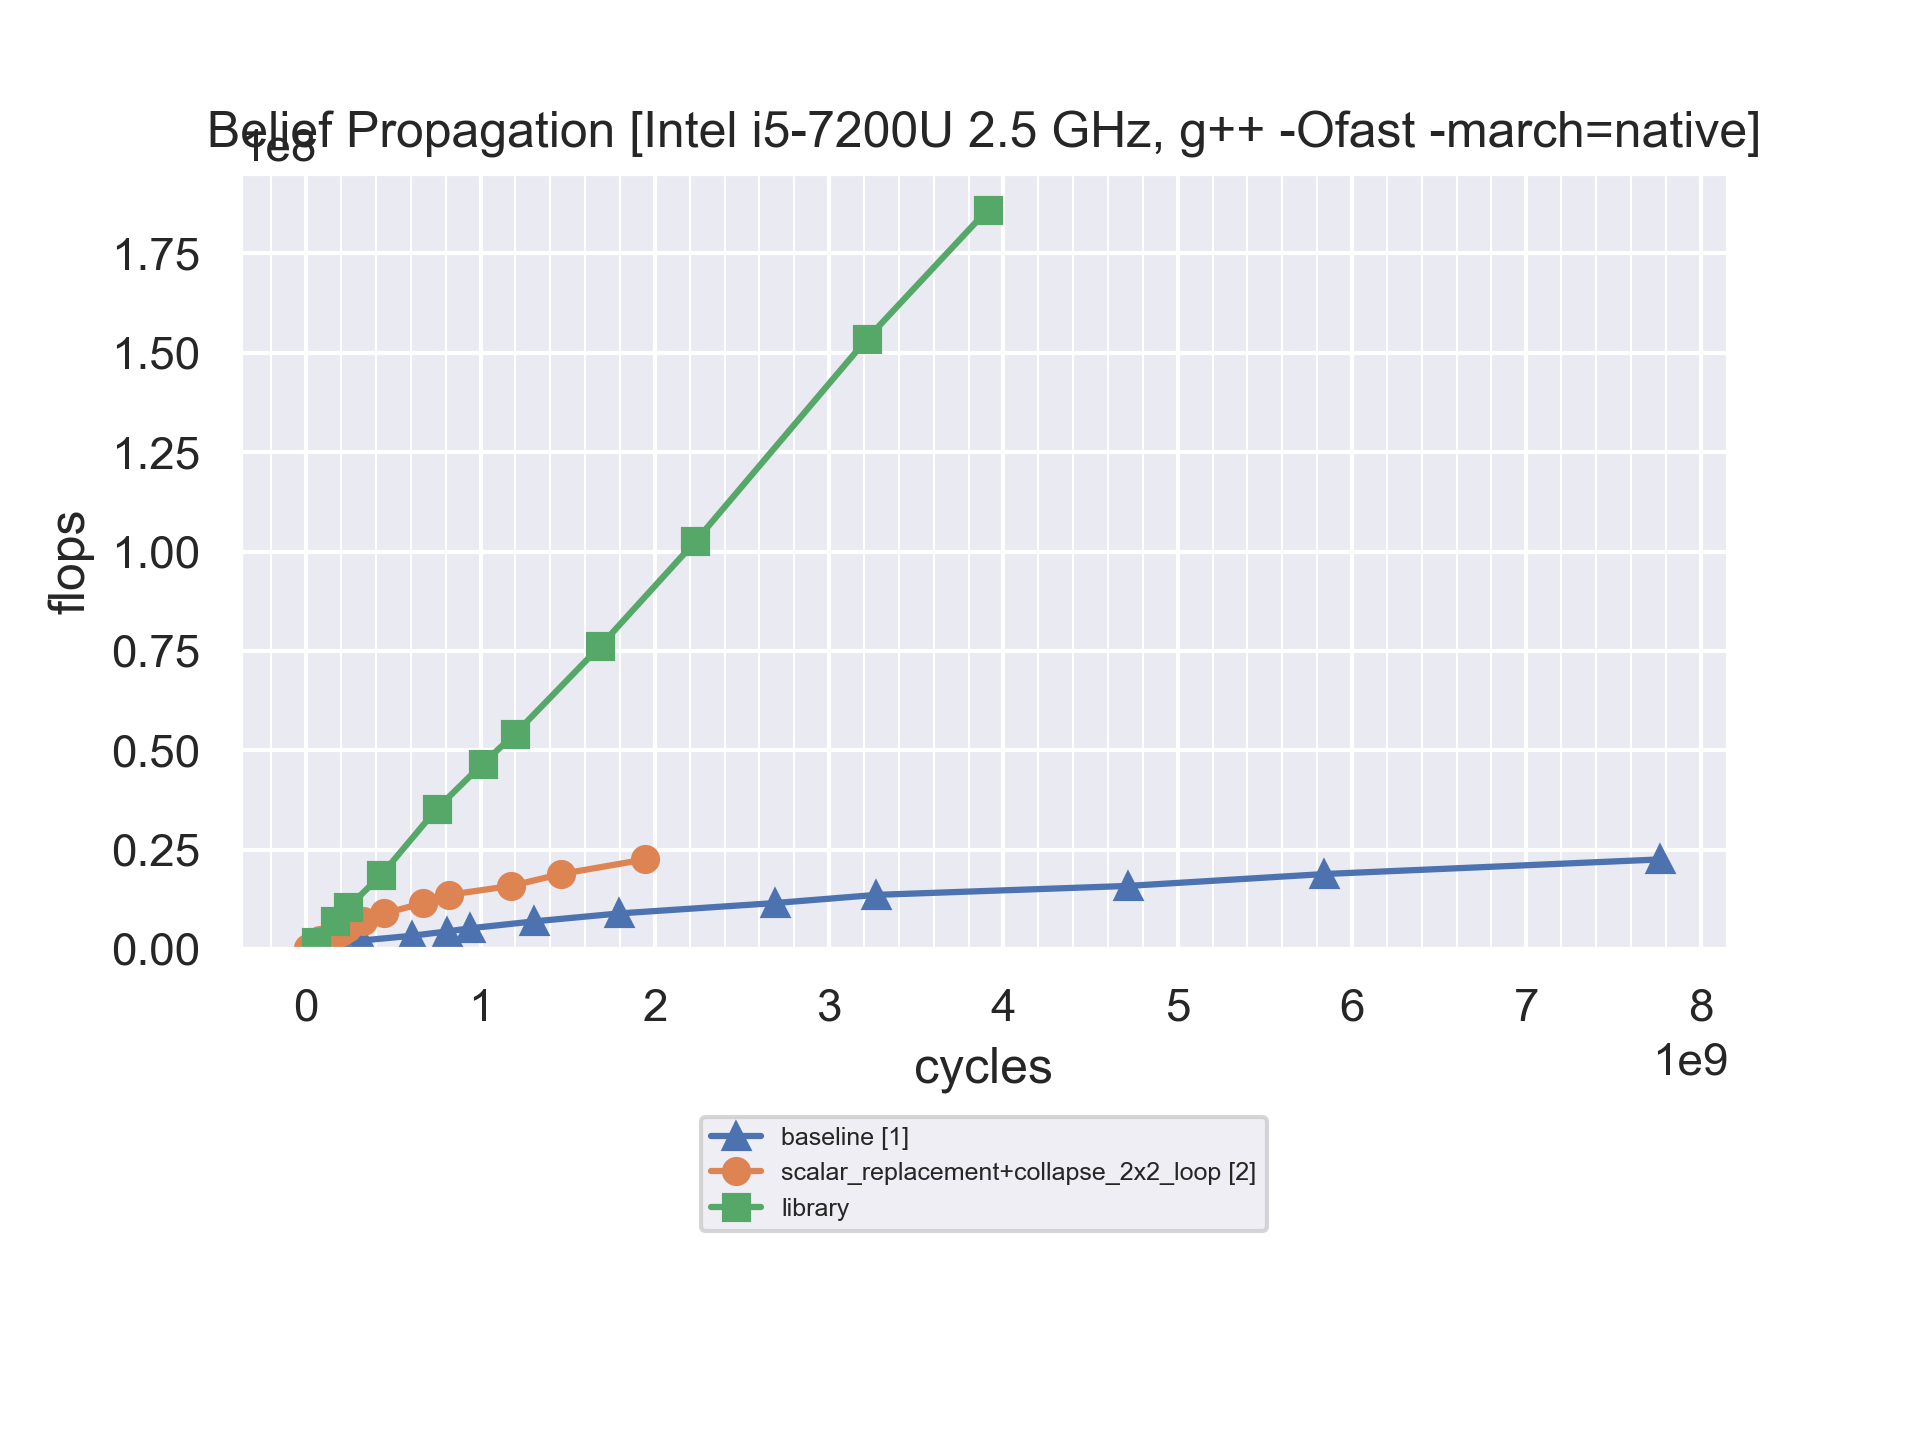 Belief Propagation [Intel i5-7200U 2.5 GHz, g++ -Ofast -march=native]
1e8
1.75
1.50
1.25
1.00
0.75
0.50
0.25
0.00
flops
0 1 2 3 4 5 6 7 8
1e9
cycles
baseline [1]
scalar_replacement+collapse_2x2_loop [2]
library